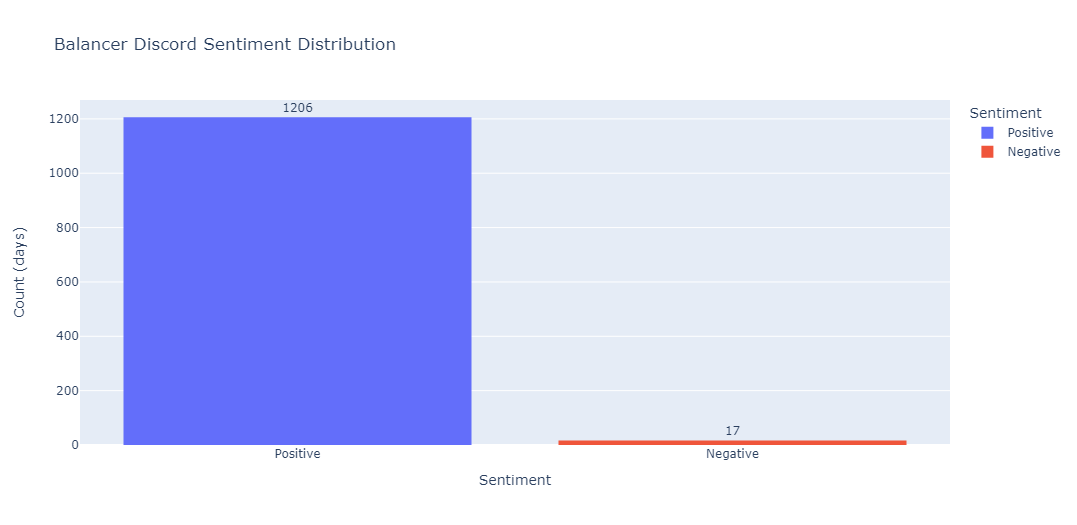 Balancer Discord Sentiment Distribution
1206
Sentiment
Positive
Negative
1200
1000
800
600
400
200
0
Count (days)
17
Positive
Negative
Sentiment